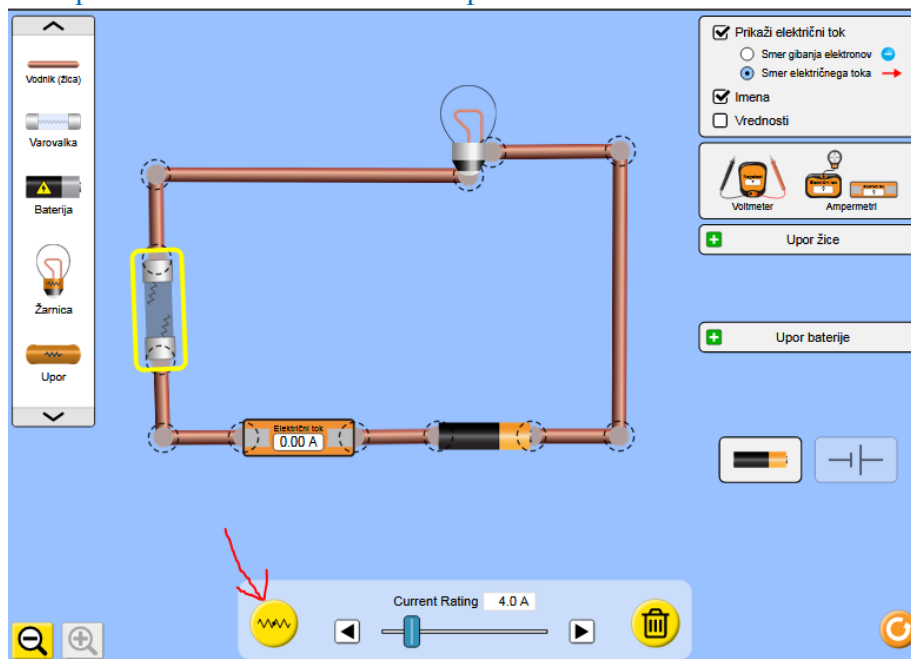 Vodnik (žica)
Varovalka
Baterija
Žarnica
Upor
Električni tok
0.00 A
Prikaži električni tok
Smer gibanja elektronov
Smer električnega toka
Imena
Vrednosti
Voltmeter
Ampermetri
Upor žice
Upor baterije
Current Rating 4.0 A